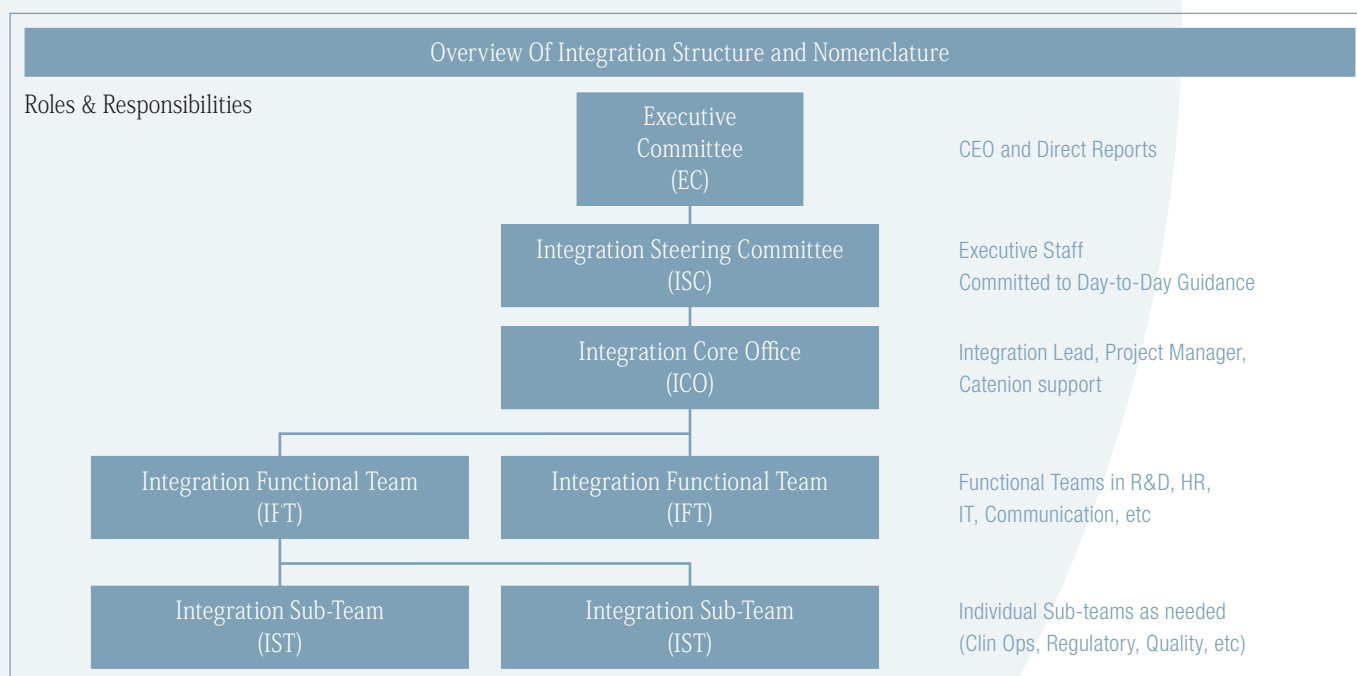 Overview Of Integration Structure and Nomenclature
Roles & Responsibilities
Executive
Committee
(EC)
CEO and Direct Reports
Integration Steering Committee
(ISC)
Executive Staff
Committed to Day-to-Day Guidance
Integration Core Office
(ICO)
Integration Lead, Project Manager,
Catenion support
Integration Functional Team
(IFT)
Integration Functional Team
(IFT)
Functional Teams in R&D, HR,
IT, Communication, etc
Integration Sub-Team
(IST)
Integration Sub-Team
(IST)
Individual Sub-teams as needed
(Clin Ops, Regulatory, Quality, etc)